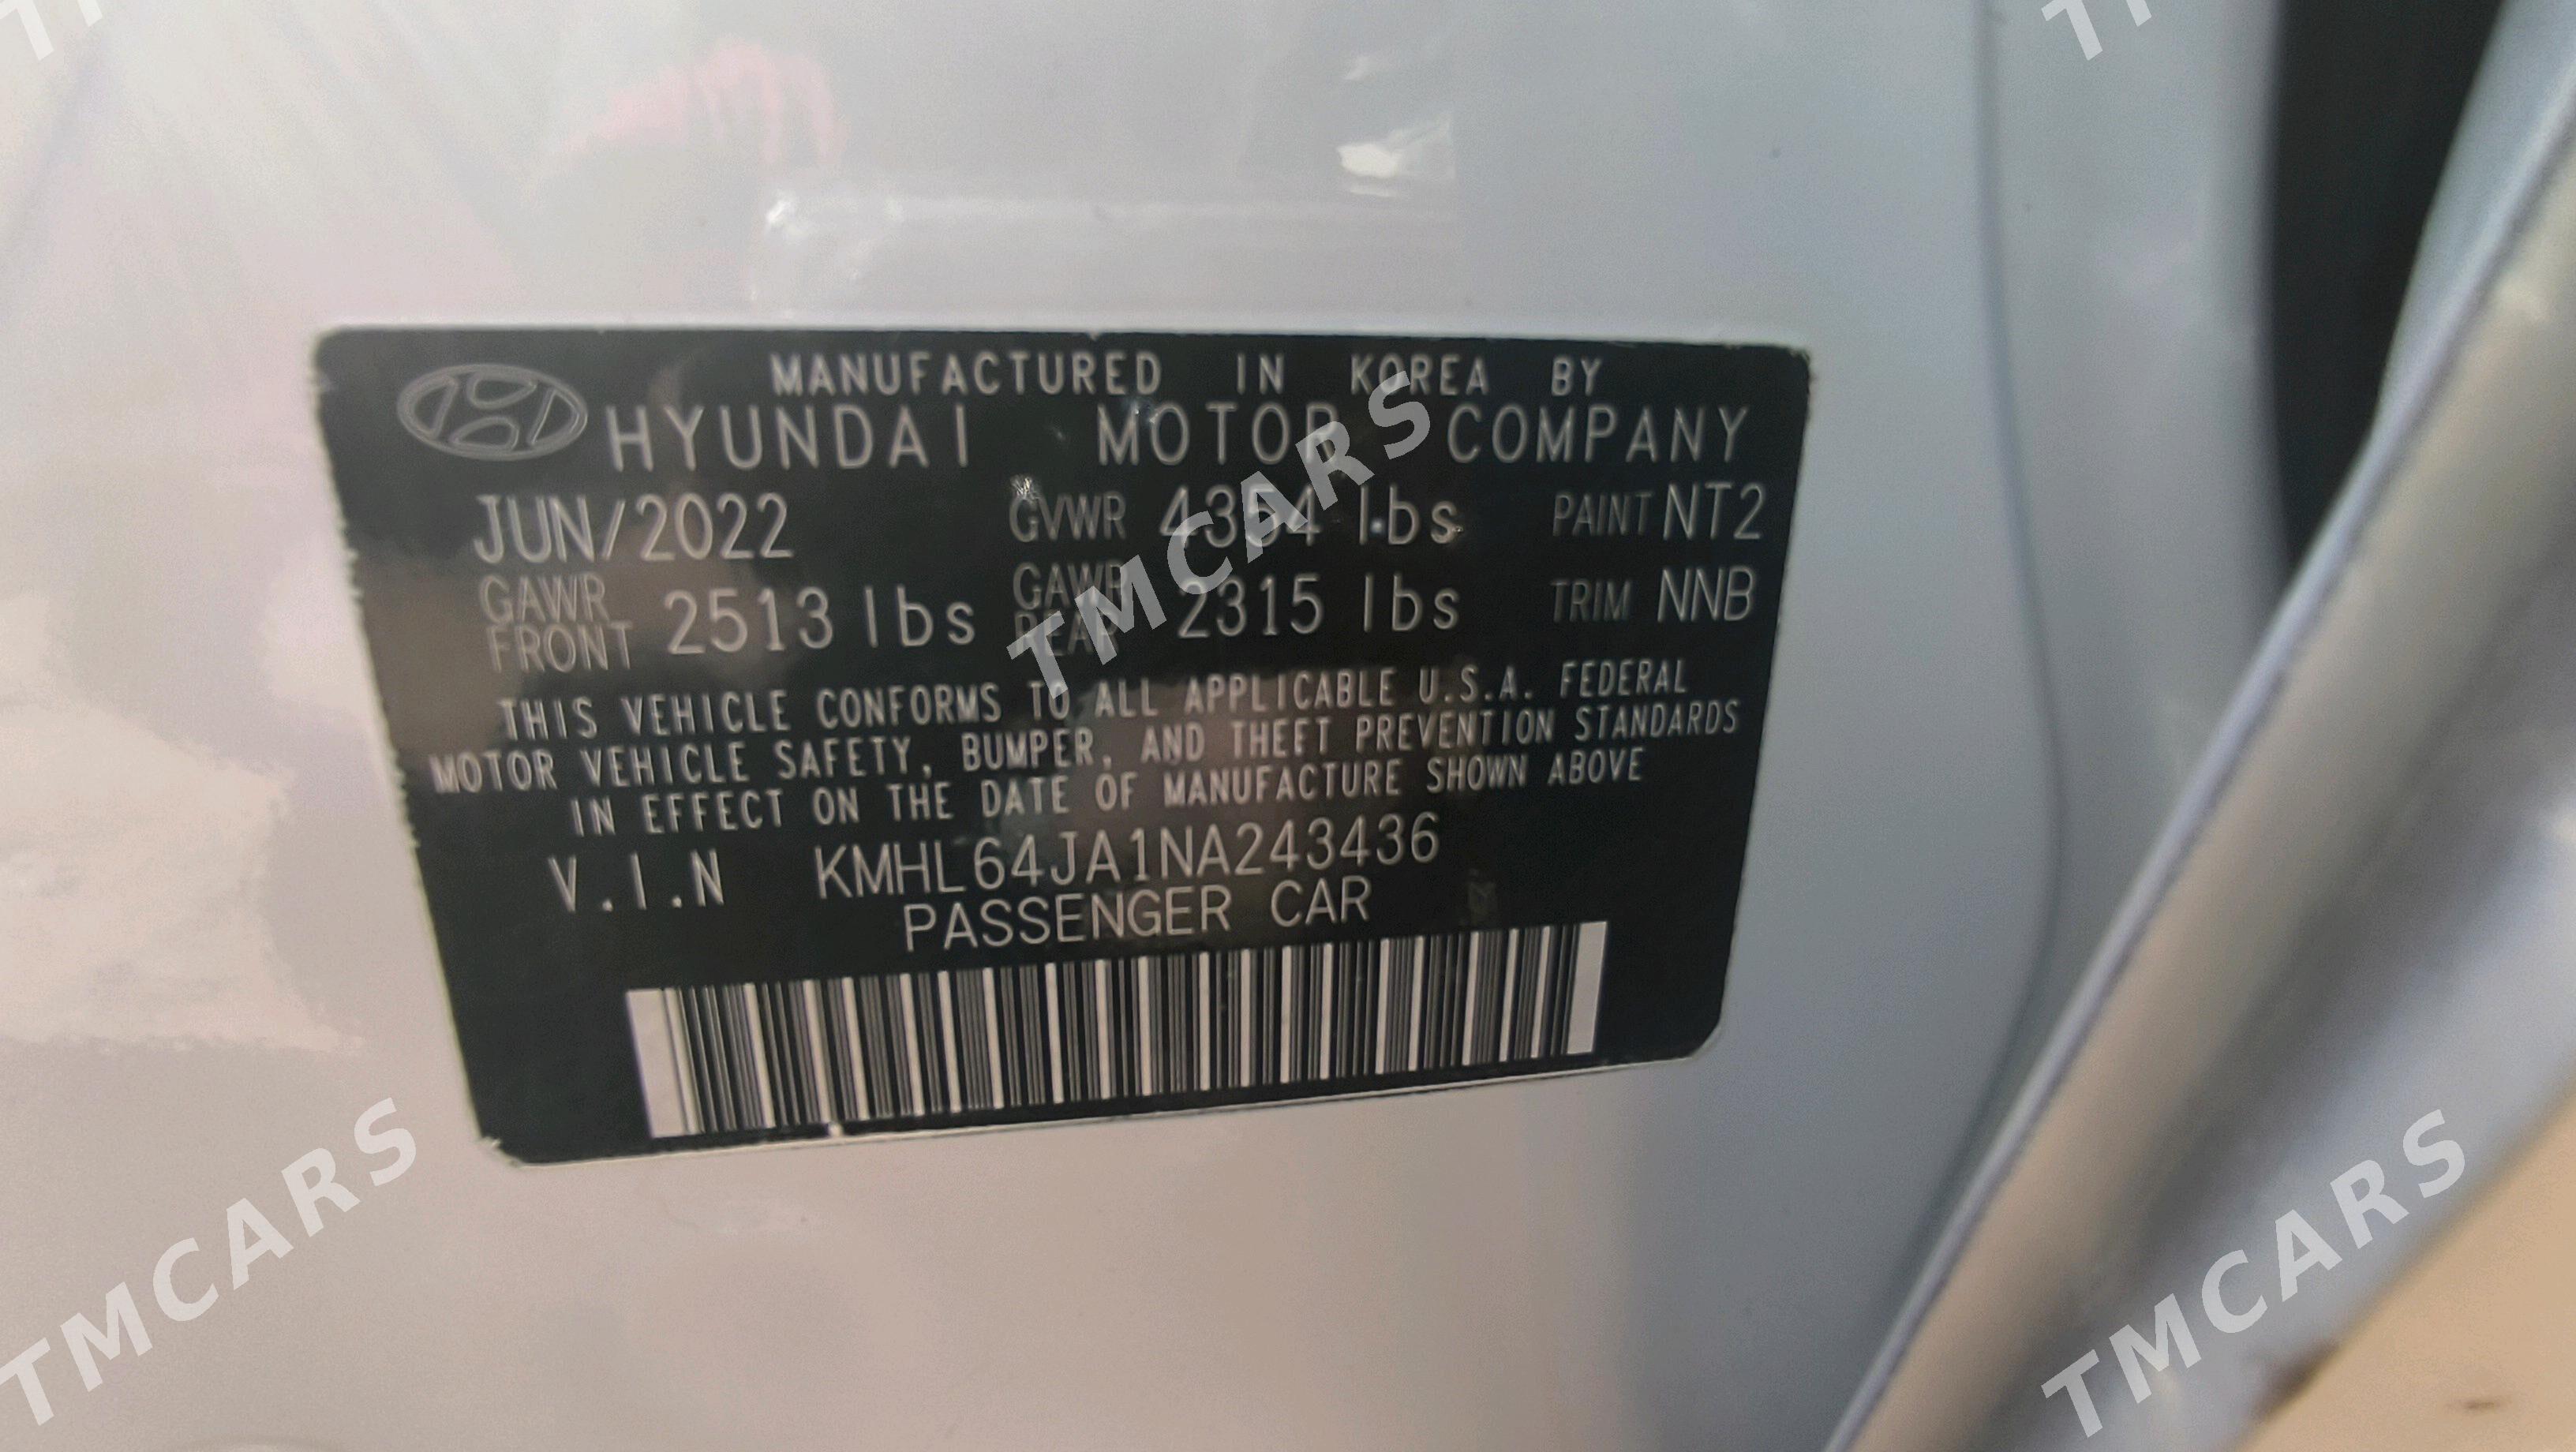 MANUFACTURED IN KOREA BY
HYUNDAI MOTOR COMPANY
JUN/2022 GVWR 4354 lbs PAINT NT2
GAWR FRONT 2513 lbs GAWR REAR 2315 lbs TRIM NNB
THIS VEHICLE CONFORMS TO ALL APPLICABLE U.S.A. FEDERAL
MOTOR VEHICLE SAFETY, BUMPER, AND THEFT PREVENTION STANDARDS
IN EFFECT ON THE DATE OF MANUFACTURE SHOWN ABOVE
V.I.N KMHL64JA1NA243436
PASSENGER CAR
TMCARS
TMCARS
TMCARS